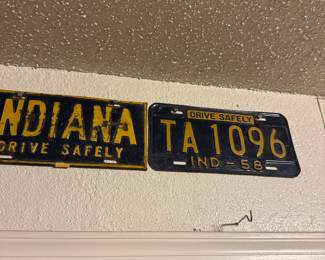 NDIANA
DRIVE SAFELY
DRIVE SAFELY
TA 1096
IND - 58